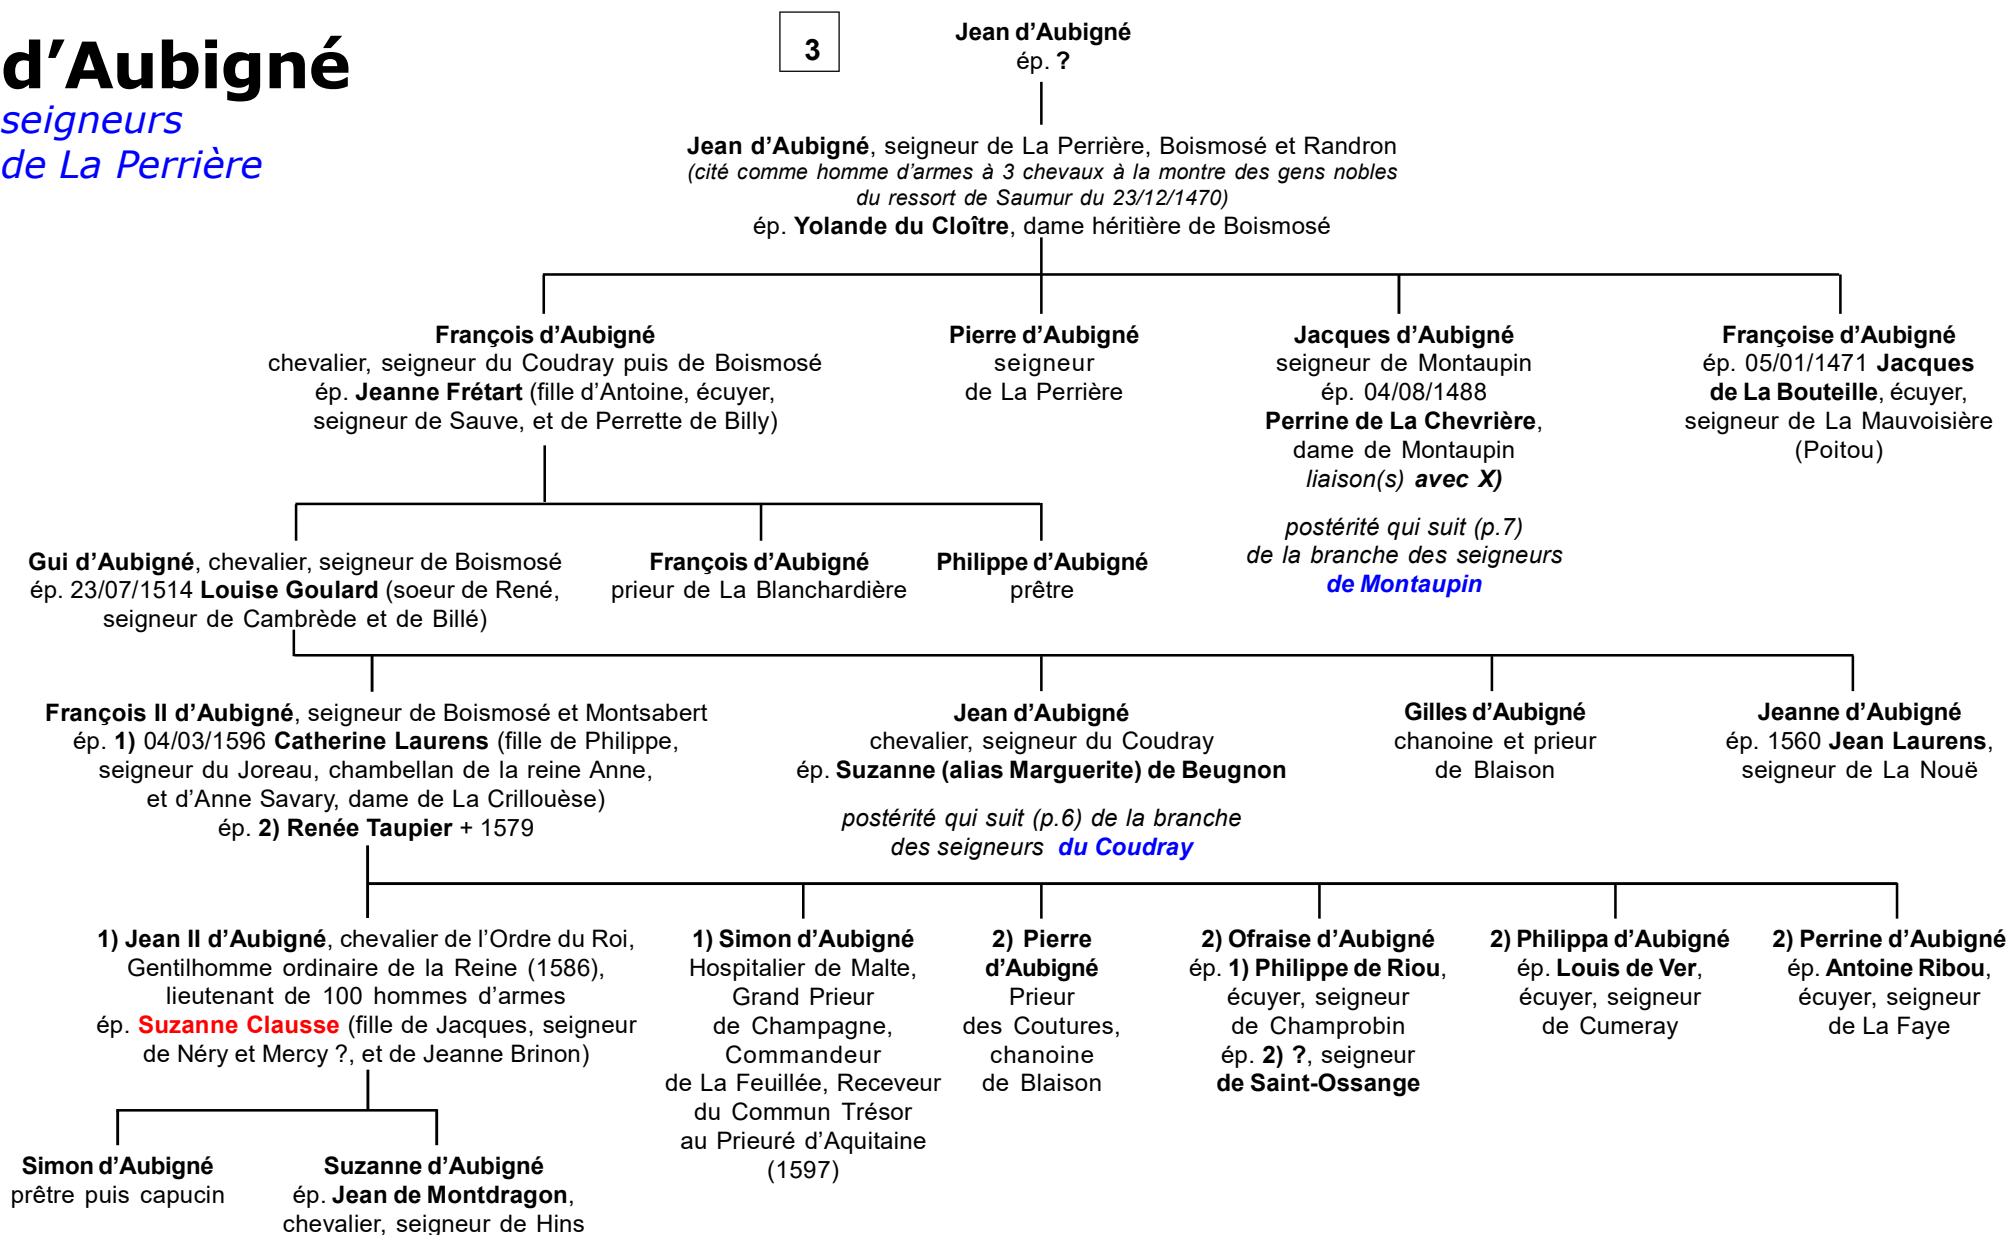 d’Aubigné
seigneurs
de La Perrière
3
Jean d’Aubigné
ép. ?
Jean d’Aubigné, seigneur de La Perrière, Boismosé et Randron
(cité comme homme d’armes à 3 chevaux à la montre des gens nobles
du ressort de Saumur du 23/12/1470)
ép. Yolande du Cloître, dame héritière de Boismosé
François d’Aubigné
chevalier, seigneur du Coudray puis de Boismosé
ép. Jeanne Frétart (fille d’Antoine, écuyer,
seigneur de Sauve, et de Perrette de Billy)
Pierre d’Aubigné
seigneur
de La Perrière
Jacques d’Aubigné
seigneur de Montaupin
ép. 04/08/1488
Perrine de La Chevrière,
dame de Montaupin
liaison(s) avec X)
postérité qui suit (p.7)
de la branche des seigneurs
de Montaupin
Françoise d’Aubigné
ép. 05/01/1471 Jacques
de La Bouteille, écuyer,
seigneur de La Mauvoisière
(Poitou)
Gui d’Aubigné, chevalier, seigneur de Boismosé
ép. 23/07/1514 Louise Goulard (soeur de René,
seigneur de Cambrède et de Billé)
François d’Aubigné
prieur de La Blanchardière
Philippe d’Aubigné
prêtre
François II d’Aubigné, seigneur de Boismosé et Montsabert
ép. 1) 04/03/1596 Catherine Laurens (fille de Philippe,
seigneur du Joreau, chambellan de la reine Anne,
et d’Anne Savary, dame de La Crillouèse)
ép. 2) Renée Taupier + 1579
Jean d’Aubigné
chevalier, seigneur du Coudray
ép. Suzanne (alias Marguerite) de Beugnon
postérité qui suit (p.6) de la branche
des seigneurs du Coudray
Gilles d’Aubigné
chanoine et prieur
de Blaison
Jeanne d’Aubigné
ép. 1560 Jean Laurens,
seigneur de La Nouë
1) Jean II d’Aubigné, chevalier de l’Ordre du Roi,
Gentilhomme ordinaire de la Reine (1586),
lieutenant de 100 hommes d’armes
ép. Suzanne Clausse (fille de Jacques, seigneur
de Néry et Mercy ?, et de Jeanne Brinon)
1) Simon d’Aubigné
Hospitalier de Malte,
Grand Prieur
de Champagne,
Commandeur
de La Feuillée, Receveur
du Commun Trésor
au Prieuré d’Aquitaine
(1597)
2) Pierre
d’Aubigné
Prieur
des Coutures,
chanoine
de Blaison
2) Ofraise d’Aubigné
ép. 1) Philippe de Riou,
écuyer, seigneur
de Champrobin
ép. 2) ?, seigneur
de Saint-Ossange
2) Philippa d’Aubigné
ép. Louis de Ver,
écuyer, seigneur
de Cumeray
2) Perrine d’Aubigné
ép. Antoine Ribou,
écuyer, seigneur
de La Faye
Simon d’Aubigné
prêtre puis capucin
Suzanne d’Aubigné
ép. Jean de Montdragon,
chevalier, seigneur de Hins